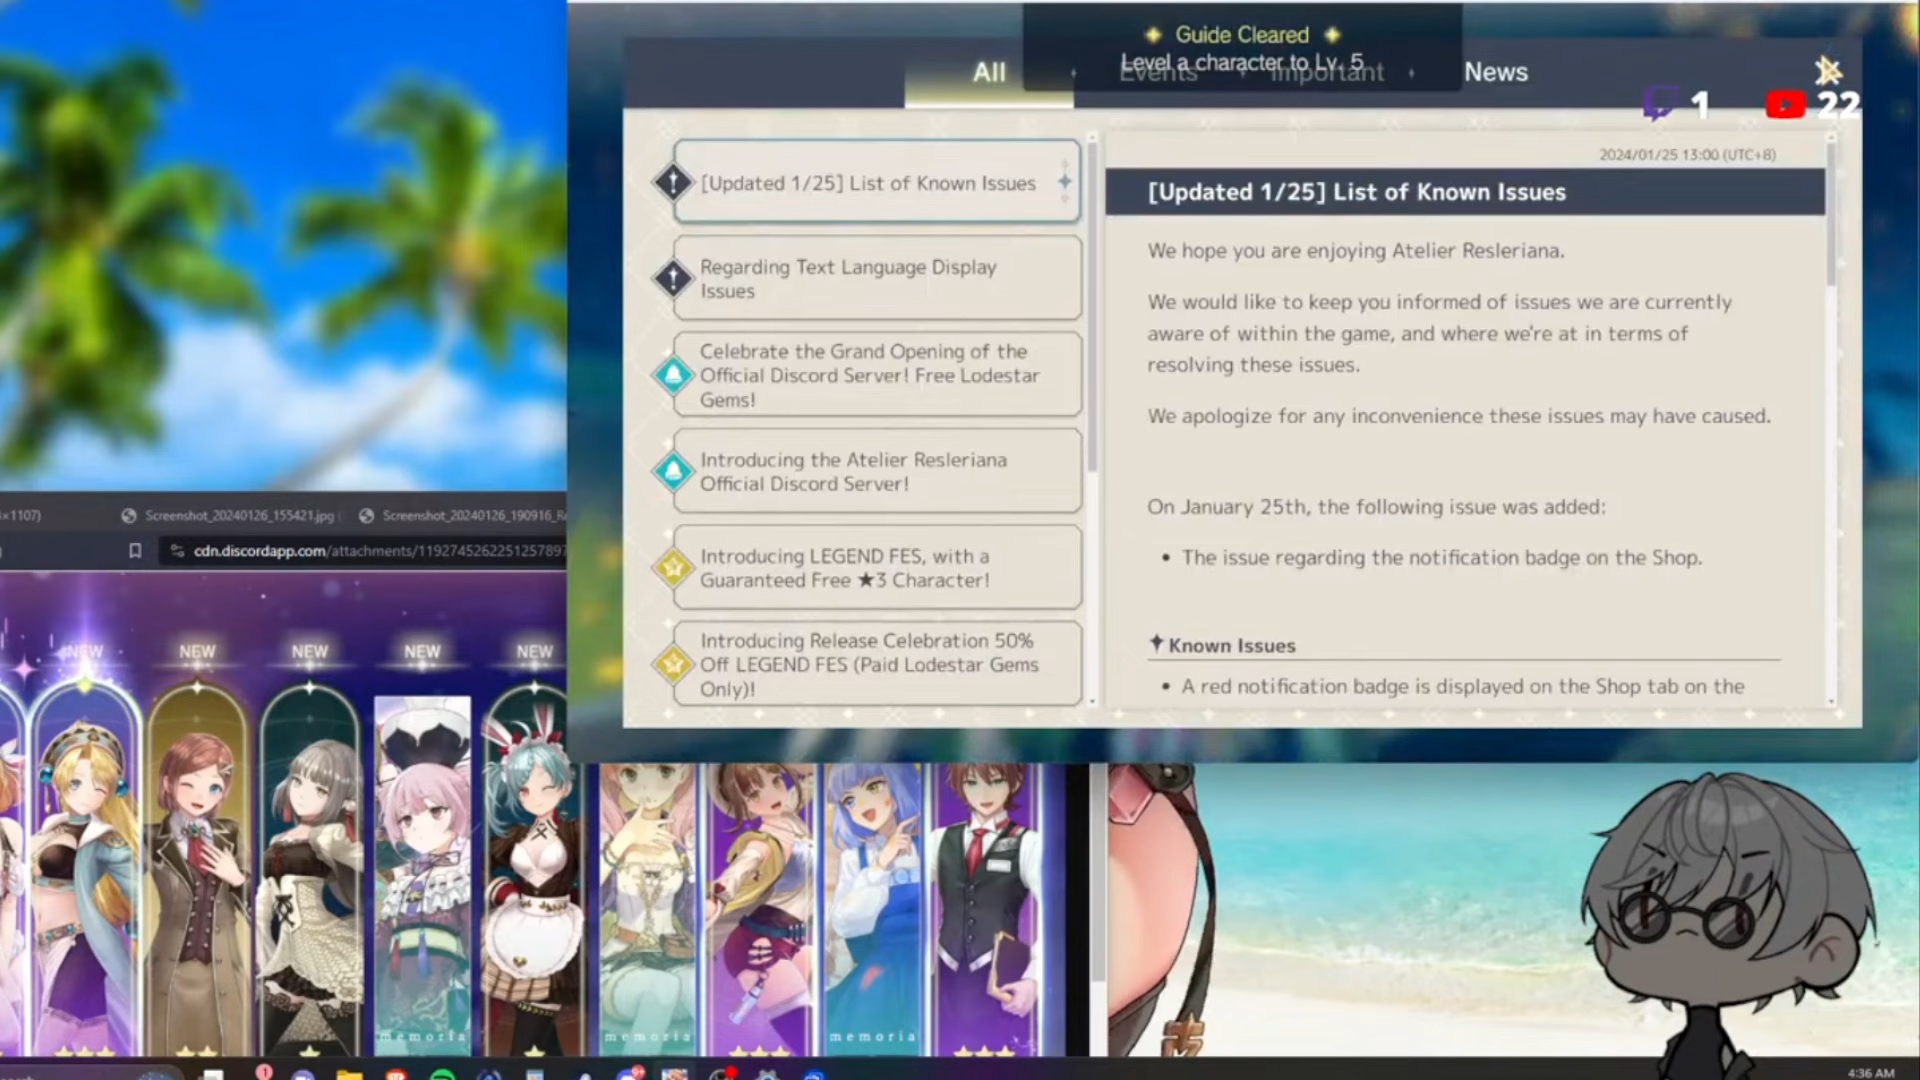 Guide Cleared
Level a character to Lv. 5
All
Events
Important
News
1
22
[Updated 1/25] List of Known Issues
Regarding Text Language Display
Issues
Celebrate the Grand Opening of the
Official Discord Server! Free Lodestar
Gems!
Introducing the Atelier Resleriana
Official Discord Server!
Introducing LEGEND FES, with a
Guaranteed Free ★3 Character!
Introducing Release Celebration 50%
Off LEGEND FES (Paid Lodestar Gems
Only)!
2024/01/25 13:00 (UTC+8)
[Updated 1/25] List of Known Issues
We hope you are enjoying Atelier Resleriana.
We would like to keep you informed of issues we are currently
aware of within the game, and where we're at in terms of
resolving these issues.
We apologize for any inconvenience these issues may have caused.
On January 25th, the following issue was added:
• The issue regarding the notification badge on the Shop.
Known Issues
• A red notification badge is displayed on the Shop tab on the
×1107)
Screenshot_20240126_155421.jpg
Screenshot_20240126_190916_R
cdn.discordapp.com/attachments/1192745262251257897
NEW
NEW
NEW
NEW
NEW
memoria
memoria
memoria
1
4:36 AM